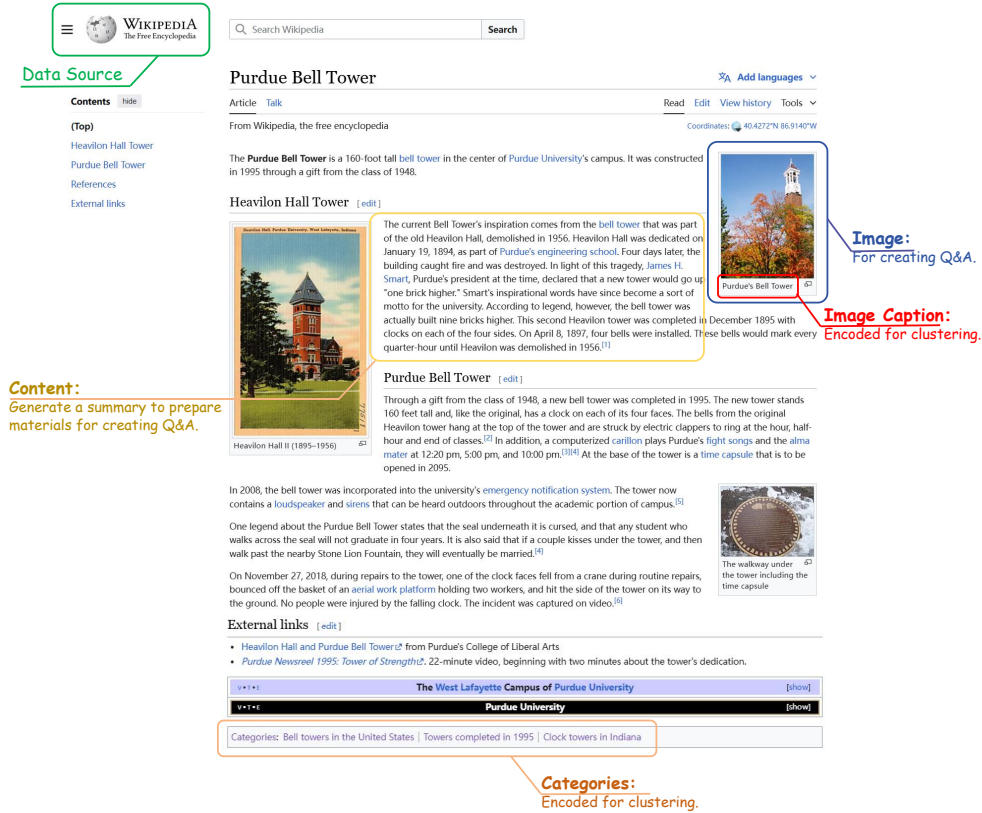 WIKIPEDIA
The Free Encyclopedia
Search Wikipedia
Search
Data Source
Purdue Bell Tower
Add languages
Contents hide
Article Talk
Read Edit View history Tools
(Top)
From Wikipedia, the free encyclopedia
Coordinates: 40.4272°N 86.9140°W
Heavilon Hall Tower
Purdue Bell Tower
References
External links
The Purdue Bell Tower is a 160-foot tall bell tower in the center of Purdue University's campus. It was constructed
in 1995 through a gift from the class of 1948.
Heavilon Hall Tower [ edit ]
Heavilon Hall Purdue University, West Lafayette, Indiana
Heavilon Hall II (1895–1956)
The current Bell Tower's inspiration comes from the bell tower that was part
of the old Heavilon Hall, demolished in 1956. Heavilon Hall was dedicated on
January 19, 1894, as part of Purdue's engineering school. Four days later, the
building caught fire and was destroyed. In light of this tragedy, James H.
Smart, Purdue's president at the time, declared that a new tower would go up
"one brick higher." Smart's inspirational words have since become a sort of
motto for the university. According to legend, however, the bell tower was
actually built nine bricks higher. This second Heavilon tower was completed in December 1895 with
clocks on each of the four sides. On April 8, 1897, four bells were installed. These bells would mark every
quarter-hour until Heavilon was demolished in 1956.[1]
Purdue's Bell Tower
Image:
For creating Q&A.
Image Caption:
Encoded for clustering.
Content:
Generate a summary to prepare
materials for creating Q&A.
Purdue Bell Tower [ edit ]
Through a gift from the class of 1948, a new bell tower was completed in 1995. The new tower stands
160 feet tall and, like the original, has a clock on each of its four faces. The bells from the original
Heavilon tower hang at the top of the tower and are struck by electric clappers to ring at the hour, half-
hour and end of classes.[2] In addition, a computerized carillon plays Purdue's fight songs and the alma
mater at 12:20 pm, 5:00 pm, and 10:00 pm.[3][4] At the base of the tower is a time capsule that is to be
opened in 2095.
In 2008, the bell tower was incorporated into the university's emergency notification system. The tower now
contains a loudspeaker and sirens that can be heard outdoors throughout the academic portion of campus.[5]
One legend about the Purdue Bell Tower states that the seal underneath it is cursed, and that any student who
walks across the seal will not graduate in four years. It is also said that if a couple kisses under the tower, and then
walk past the nearby Stone Lion Fountain, they will eventually be married.[4]
The walkway under
the tower including the
time capsule
On November 27, 2018, during repairs to the tower, one of the clock faces fell from a crane during routine repairs,
bounced off the basket of an aerial work platform holding two workers, and hit the side of the tower on its way to
the ground. No people were injured by the falling clock. The incident was captured on video.[6]
External links [ edit ]
• Heavilon Hall and Purdue Bell Tower from Purdue's College of Liberal Arts
• Purdue Newsreel 1995: Tower of Strength. 22-minute video, beginning with two minutes about the tower's dedication.
V•T•E The West Lafayette Campus of Purdue University [show]
V•T•E Purdue University [show]
Categories: Bell towers in the United States | Towers completed in 1995 | Clock towers in Indiana
Categories:
Encoded for clustering.